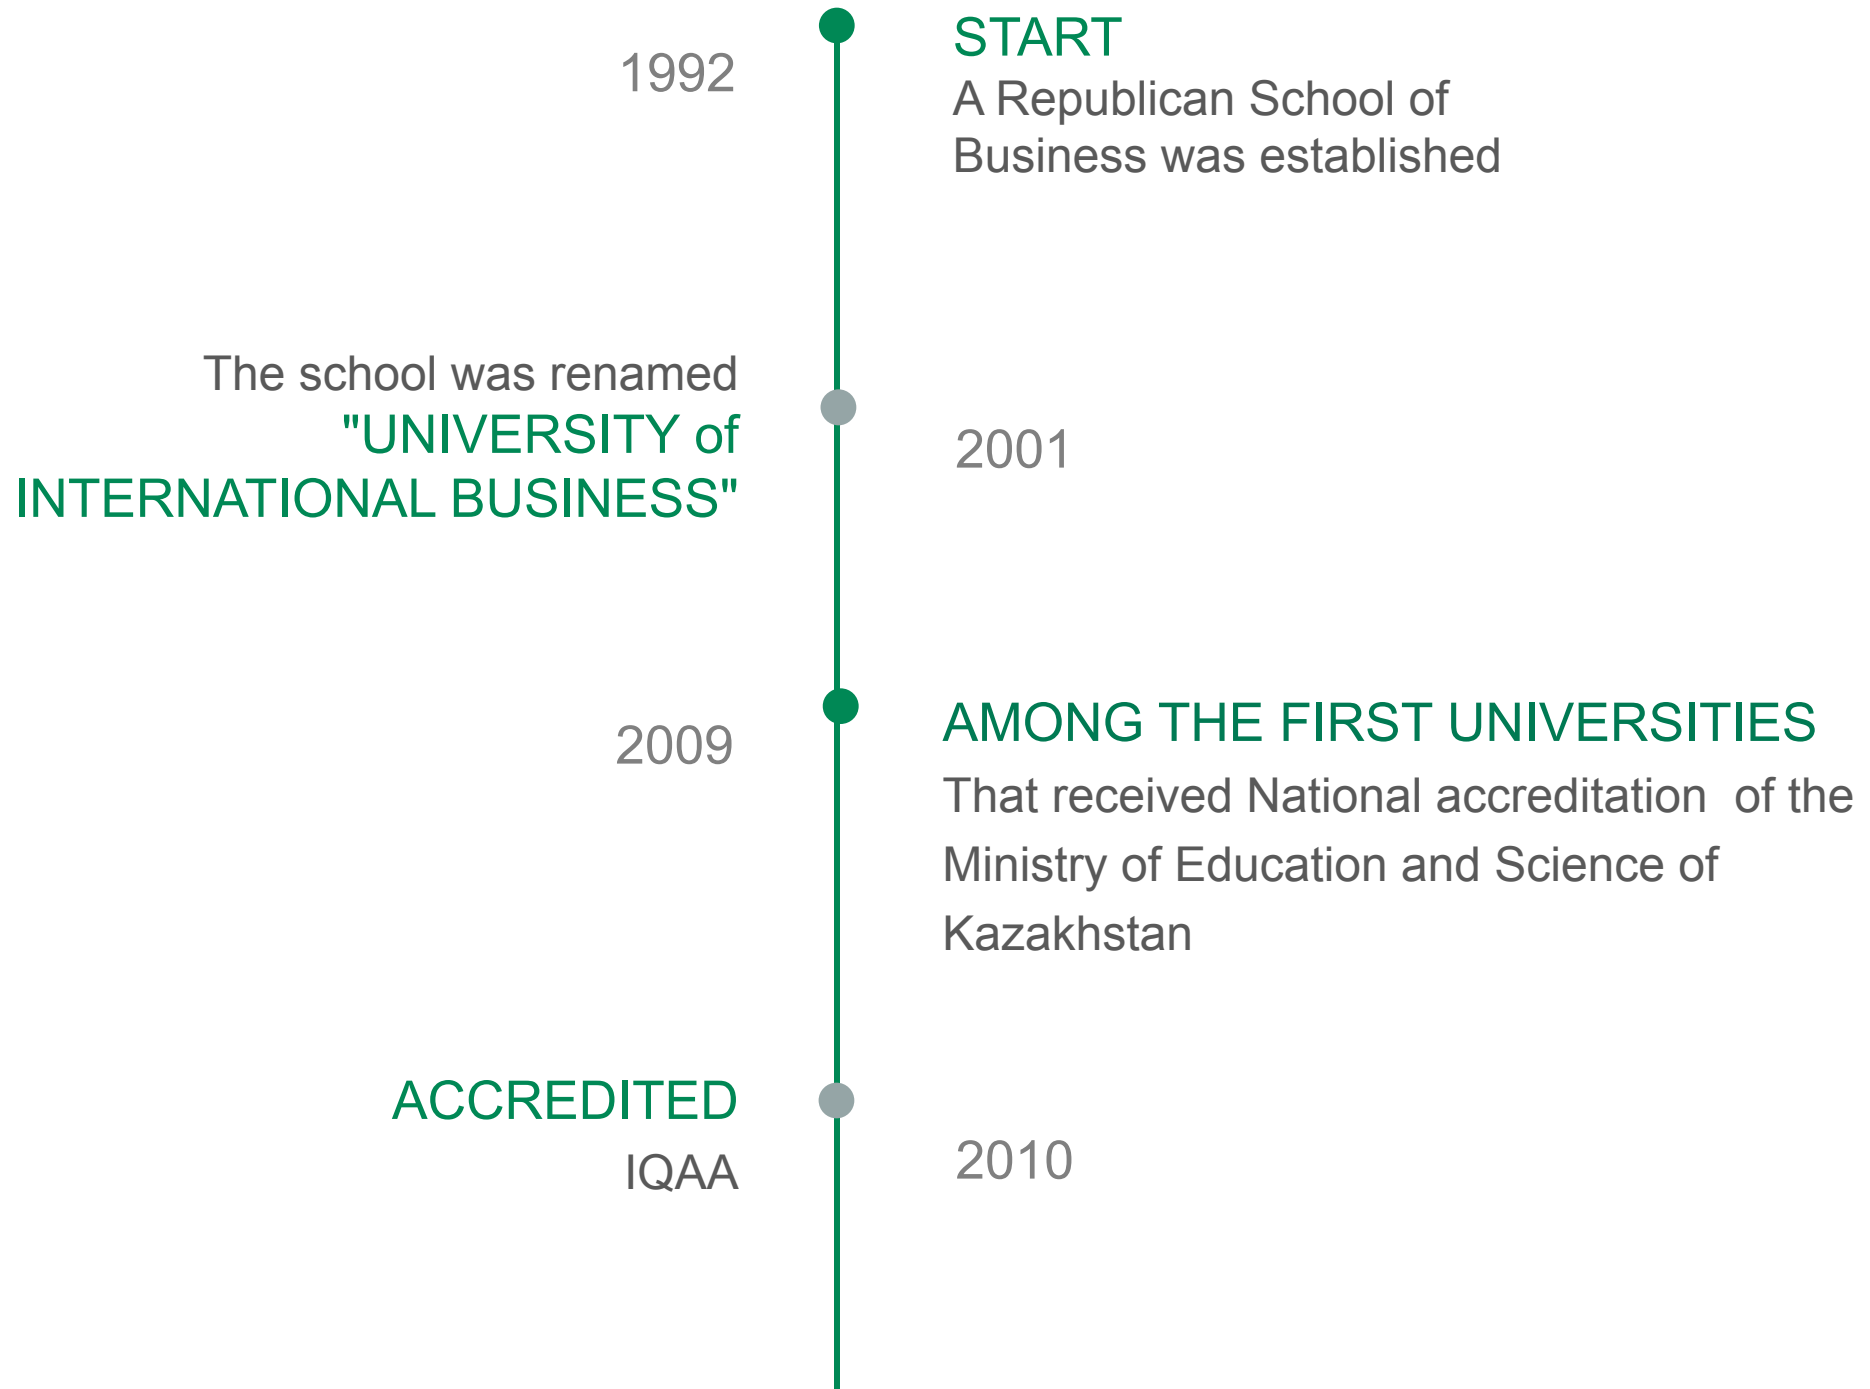 1992
START
A Republican School of
Business was established
The school was renamed
"UNIVERSITY of
INTERNATIONAL BUSINESS"
2001
2009
AMONG THE FIRST UNIVERSITIES
That received National accreditation  of the
Ministry of Education and Science of
Kazakhstan
ACCREDITED
IQAA
2010